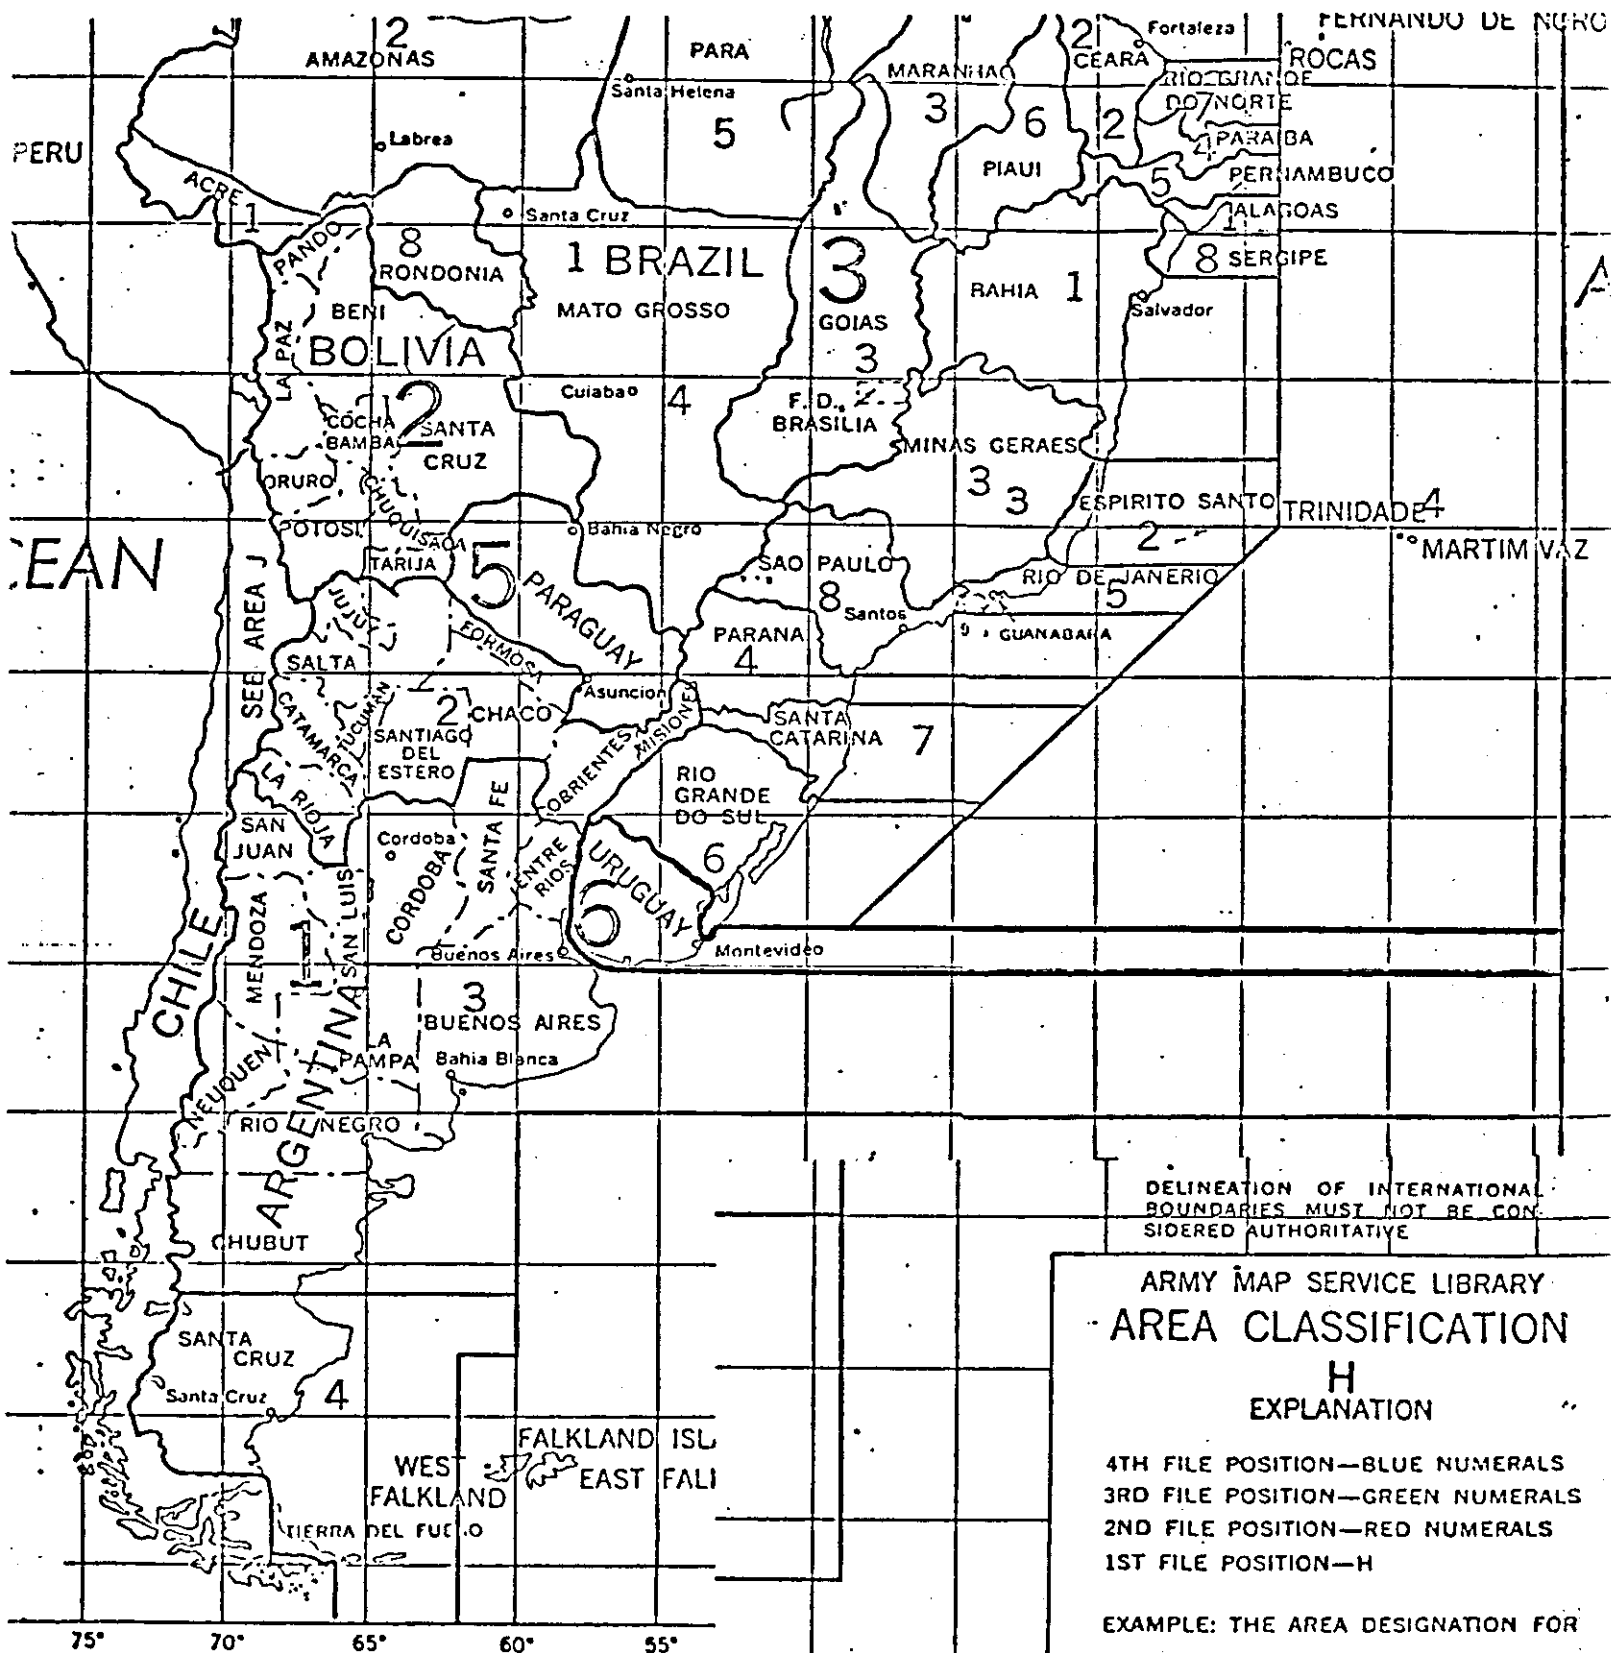 FERNANDO DE NORO
2
AMAZONAS
PARA
2
Fortaleza
CEARA
ROCAS
MARANHAO
RIO GRANDE
DO NORTE
7
Santa Helena
3
6
2
5
PERU
Labrea
4 PARAIBA
PIAUI
PERNAMBUCO
5
ACRE
1
Santa Cruz
1
ALAGOAS
PANDO
8
RONDONIA
1 BRAZIL
3
8 SERGIPE
BENI
MATO GROSSO
GOIAS
BAHIA 1
Salvador
A
LA PAZ
BOLIVIA
3
2
Cuiaba
4
F. D.
2
BRASILIA
COCHA
BAMBA
SANTA
CRUZ
MINAS GERAES
ORURO
3
3
CHUQUISACA
ESPIRITO SANTO
TRINIDADE 4
POTOSI
Bahia Negro
2
MARTIM VAZ
CEAN
TARIJA
5
PARAGUAY
SAO PAULO
8
RIO DE JANERIO
5
SEE AREA J
JUJUY
Santos
9
GUANABARA
FORMOSA
PARANA
4
SALTA
Asuncion
CATAMARCA
TUCUMAN
2
CHACO
MISIONES
SANTA
CATARINA
7
SANTIAGO
DEL
ESTERO
CORRIENTES
LA RIOJA
SANTA FE
RIO
GRANDE
DO SUL
SAN
JUAN
Cordoba
6
CORDOBA
ENTRE
RIOS
URUGUAY
6
SAN LUIS
MENDOZA
1
CHILE
Buenos Aires
Montevideo
3
BUENOS AIRES
LA
PAMPA
Bahia Blanca
NEUQUEN
RIO NEGRO
ARGENTINA
CHUBUT
DELINEATION OF INTERNATIONAL
BOUNDARIES MUST NOT BE CON-
SIDERED AUTHORITATIVE
ARMY MAP SERVICE LIBRARY
AREA CLASSIFICATION
H
EXPLANATION
SANTA
CRUZ
Santa Cruz
4
FALKLAND ISL
WEST
FALKLAND
EAST FALI
TIERRA DEL FUEGO
4TH FILE POSITION—BLUE NUMERALS
3RD FILE POSITION—GREEN NUMERALS
2ND FILE POSITION—RED NUMERALS
1ST FILE POSITION—H
EXAMPLE: THE AREA DESIGNATION FOR
75° 70° 65° 60° 55°